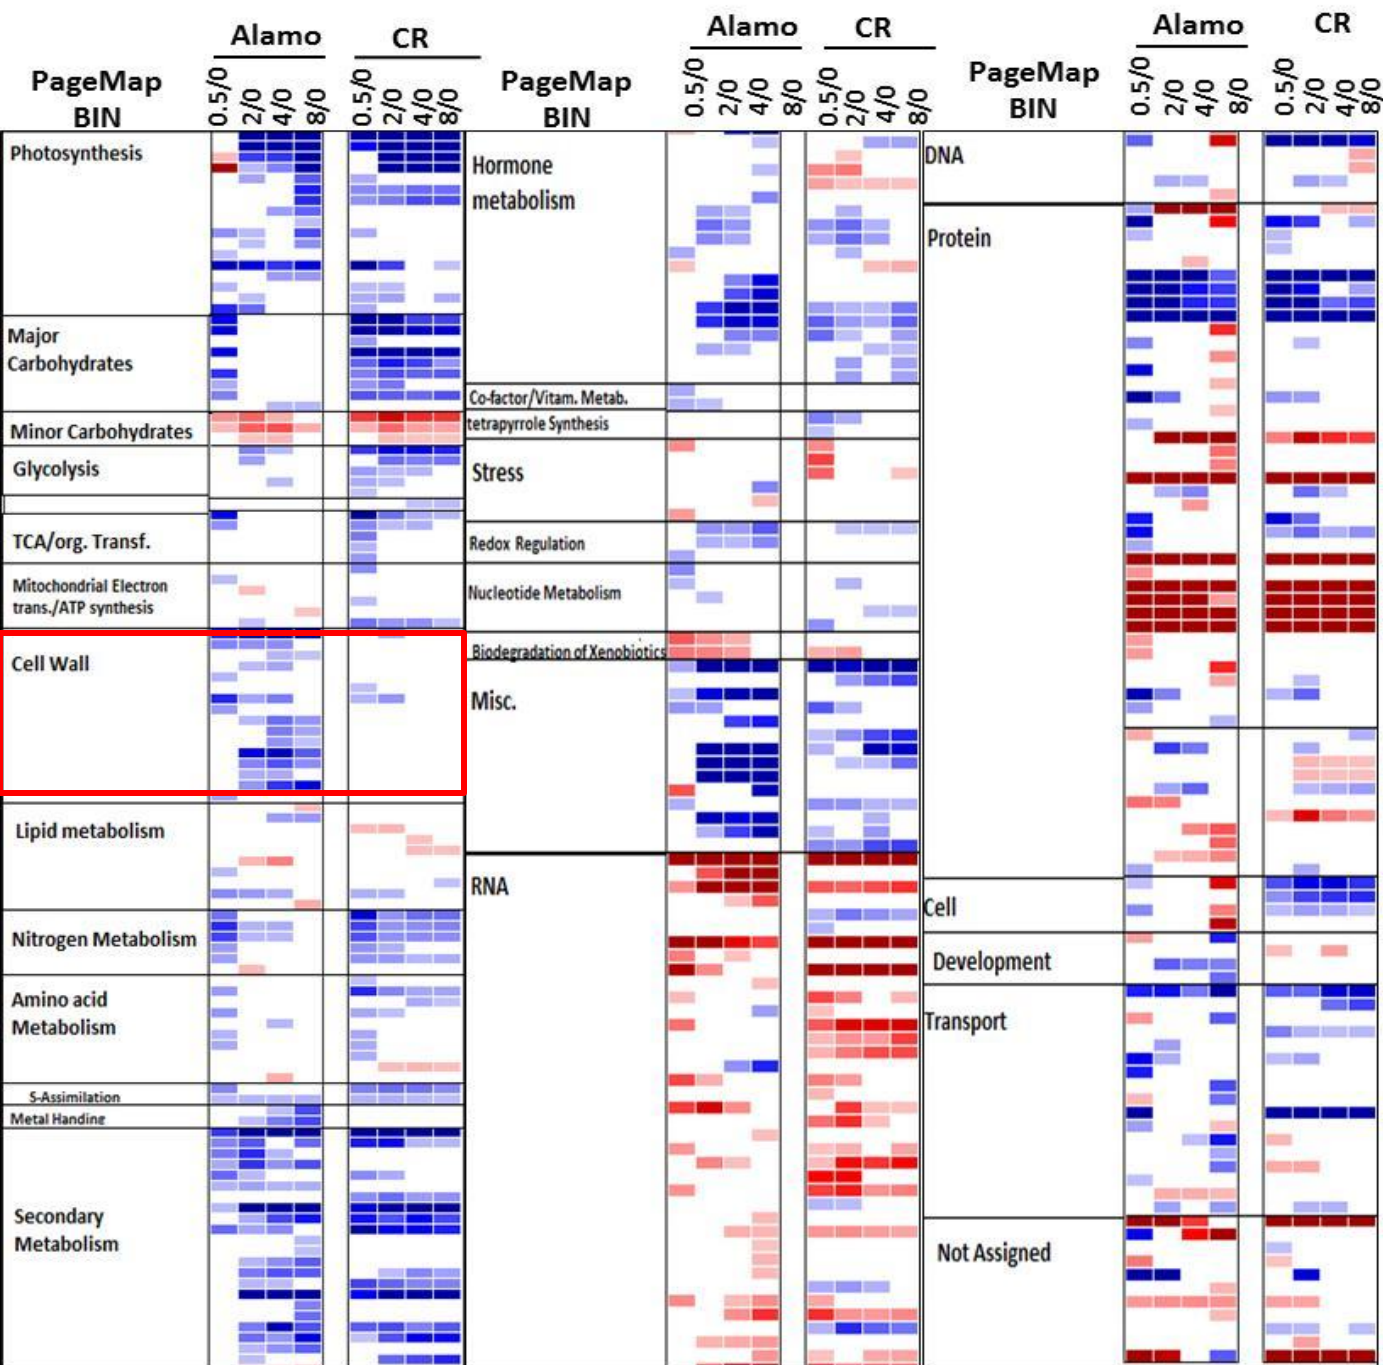 Alamo CR
PageMap
BIN
0.5/0 2/0 4/0 8/0 0.5/0 2/0 4/0 8/0
Photosynthesis
Major
Carbohydrates
Minor Carbohydrates
Glycolysis
TCA/org. Transf.
Mitochondrial Electron
trans./ATP synthesis
Cell Wall
Lipid metabolism
Nitrogen Metabolism
Amino acid
Metabolism
S-Assimilation
Metal Handing
Secondary
Metabolism
Alamo CR
PageMap
BIN
0.5/0 2/0 4/0 8/0 0.5/0 2/0 4/0 8/0
Hormone
metabolism
Co-factor/Vitam. Metab.
tetrapyrrole Synthesis
Stress
Redox Regulation
Nucleotide Metabolism
Biodegradation of Xenobiotics
Misc.
RNA
Alamo CR
PageMap
BIN
0.5/0 2/0 4/0 8/0 0.5/0 2/0 4/0 8/0
DNA
Protein
Cell
Development
Transport
Not Assigned